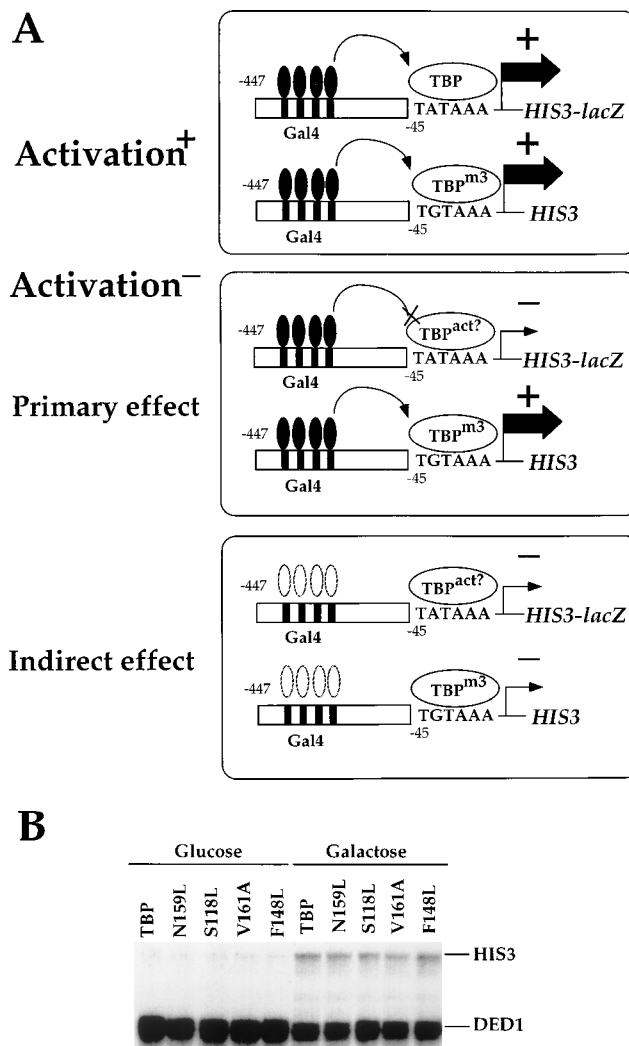 A
+
-447
TBP
TATAAA
HIS3-lacZ
Gal4
-45
Activation+
+
-447
TBPm3
TGTAAA
HIS3
Gal4
-45
Activation−
−
-447
TBPact?
TATAAA
HIS3-lacZ
Gal4
-45
Primary effect
+
-447
TBPm3
TGTAAA
HIS3
Gal4
-45
−
-447
TBPact?
TATAAA
HIS3-lacZ
Gal4
-45
Indirect effect
−
-447
TBPm3
TGTAAA
HIS3
Gal4
-45
B
Glucose Galactose
TBP N159L S118L V161A F148L TBP N159L S118L V161A F148L
HIS3
DED1